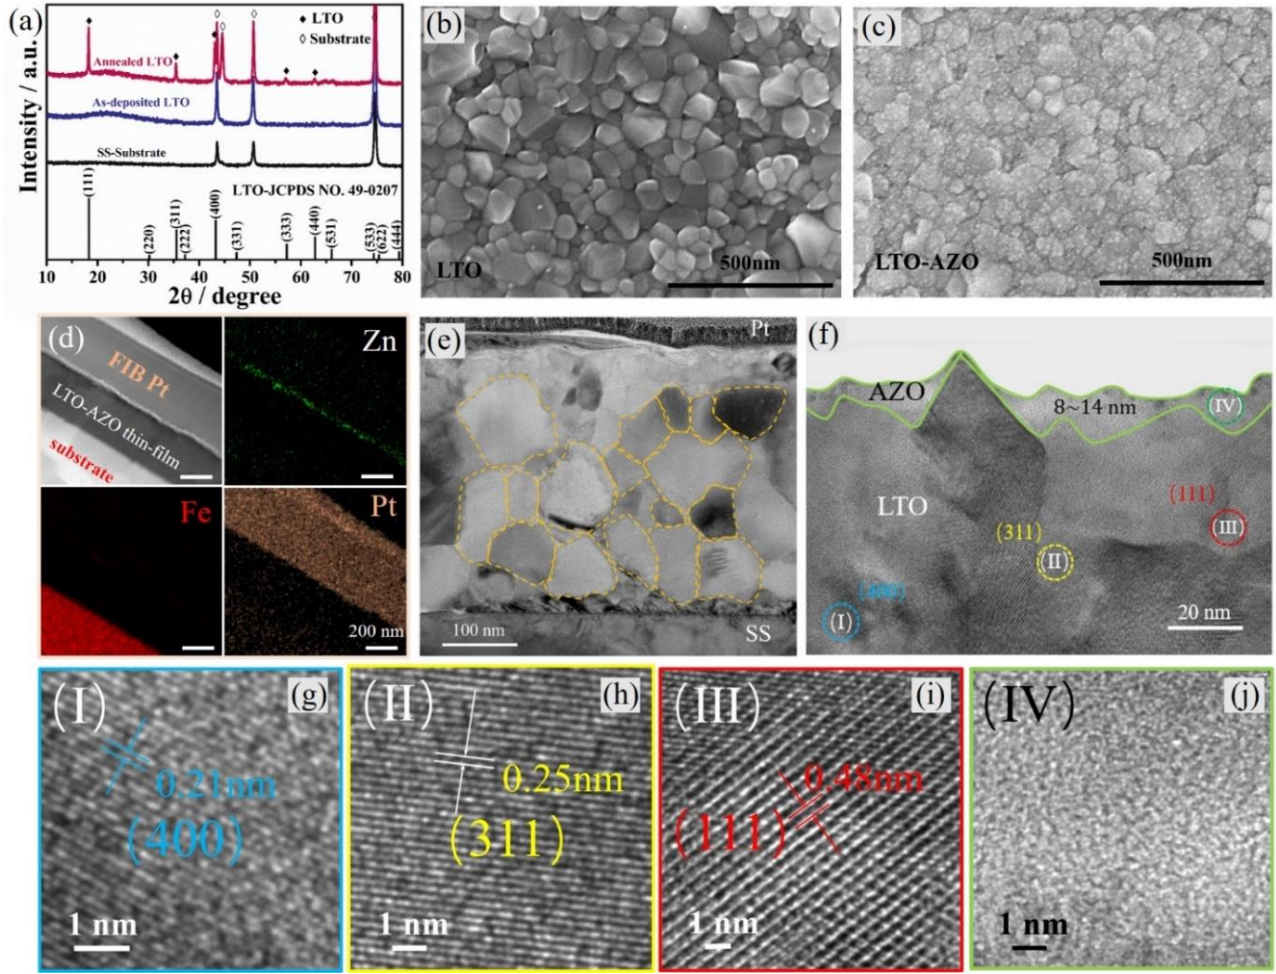 (a)
Intensity / a.u.
◆ LTO
◇ Substrate
Annealed LTO
As-deposited LTO
SS-Substrate
LTO-JCPDS NO. 49-0207
(111)
(220)
(311)
(222)
(400)
(331)
(333)
(440)
(531)
(533)
(622)
(444)
10 20 30 40 50 60 70 80
2θ / degree
(b)
LTO
500nm
(c)
LTO-AZO
500nm
(d)
FIB Pt
LTO-AZO thin-film
substrate
Zn
Fe
Pt
200 nm
(e)
Pt
100 nm
SS
(f)
AZO
8~14 nm
(IV)
LTO
(111)
(III)
(311)
(II)
(400)
(I)
20 nm
(I)
(g)
0.21nm
(400)
1 nm
(II)
(h)
0.25nm
(311)
1 nm
(III)
(i)
0.48nm
(111)
1 nm
(IV)
(j)
1 nm